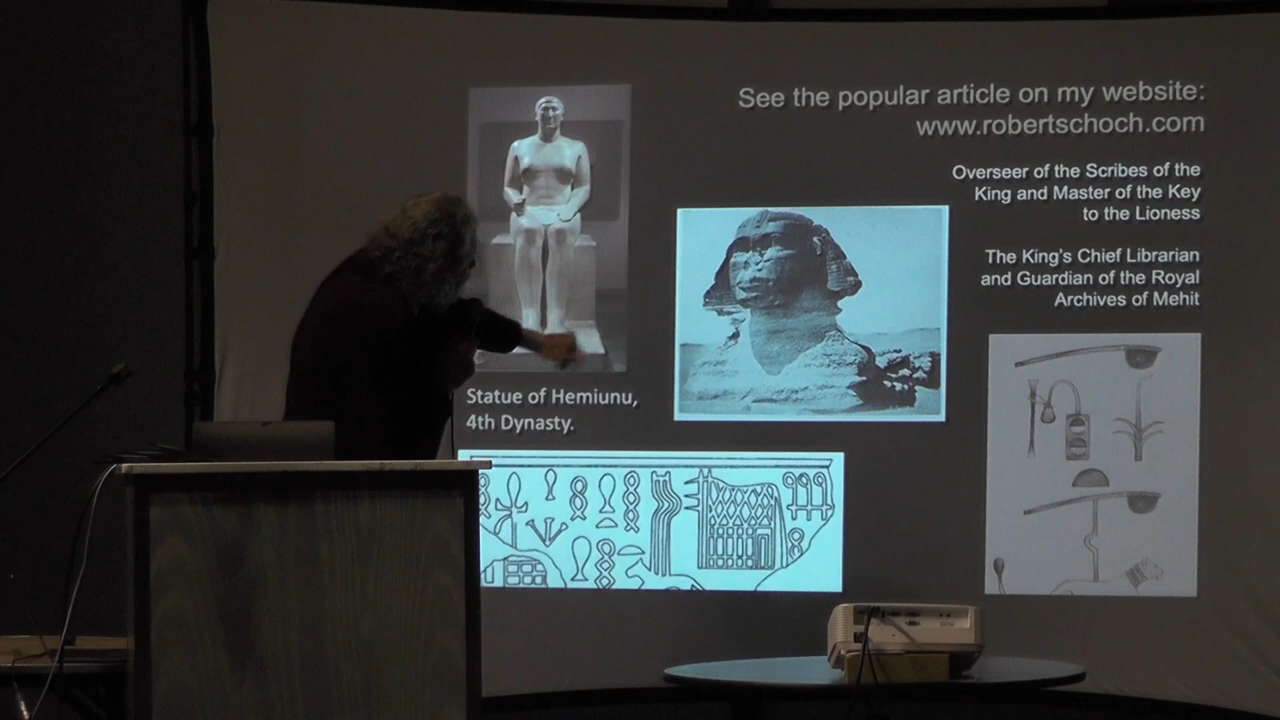 See the popular article on my website:
www.robertschoch.com
Overseer of the Scribes of the
King and Master of the Key
to the Lioness
The King's Chief Librarian
and Guardian of the Royal
Archives of Mehit
Statue of Hemiunu,
4th Dynasty.